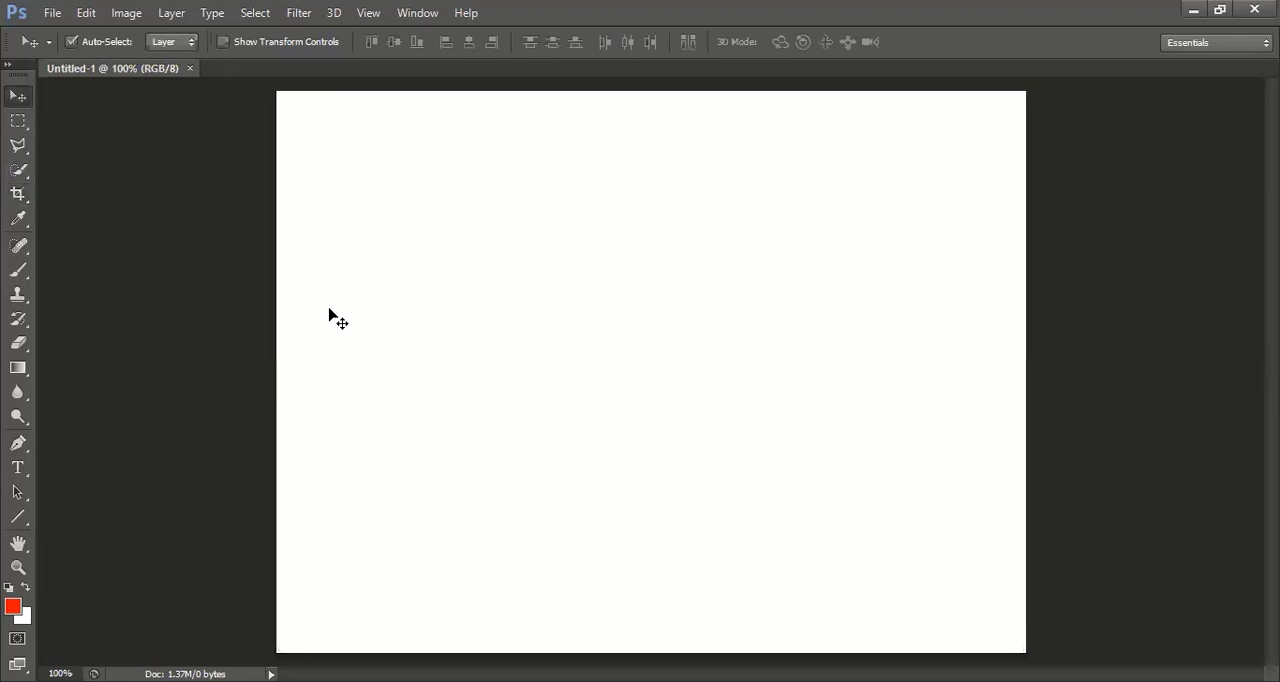 Ps File Edit Image Layer Type Select Filter 3D View Window Help
Auto-Select: Layer Show Transform Controls 3D Mode: Essentials
Untitled-1 @ 100% (RGB/8) ×
T
100% Doc: 1.37M/0 bytes